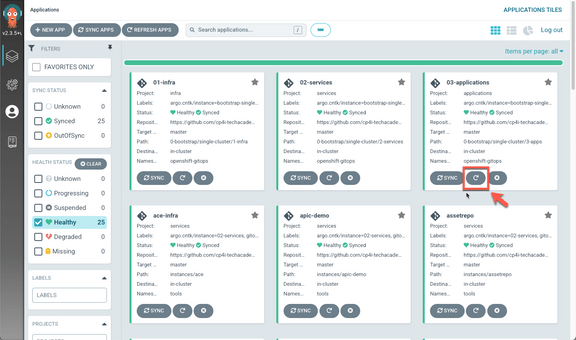 Applications
APPLICATIONS TILES
v2.3.5+
+ NEW APP
SYNC APPS
REFRESH APPS
Search applications...
/
Log out
FILTERS
Items per page: all
FAVORITES ONLY
SYNC STATUS
Unknown 0
Synced 25
OutOfSync 0
HEALTH STATUS
CLEAR
Unknown 0
Progressing 0
Suspended 0
Healthy 25
Degraded 0
Missing 0
LABELS
LABELS
PROJECTS
01-infra
Project: infra
Labels: argo.cntk/instance=bootstrap-single...
Status: Healthy Synced
Reposit... https://github.com/cp4i-techacade...
Target ... master
Path: 0-bootstrap/single-cluster/1-infra
Destina... in-cluster
Names... openshift-gitops
SYNC
02-services
Project: services
Labels: argo.cntk/instance=bootstrap-single...
Status: Healthy Synced
Reposit... https://github.com/cp4i-techacade...
Target ... master
Path: 0-bootstrap/single-cluster/2-services
Destina... in-cluster
Names... openshift-gitops
SYNC
03-applications
Project: applications
Labels: argo.cntk/instance=bootstrap-single...
Status: Healthy Synced
Reposit... https://github.com/cp4i-techacade...
Target ... master
Path: 0-bootstrap/single-cluster/3-apps
Destina... in-cluster
Names... openshift-gitops
SYNC
ace-infra
Project: services
Labels: argo.cntk/instance=02-services, gito...
Status: Healthy Synced
Reposit... https://github.com/cp4i-techacade...
Target ... master
Path: instances/ace
Destina... in-cluster
Names... tools
SYNC
apic-demo
Project: services
Labels: argo.cntk/instance=02-services, gito...
Status: Healthy Synced
Reposit... https://github.com/cp4i-techacade...
Target ... master
Path: instances/apic-demo
Destina... in-cluster
Names... tools
SYNC
assetrepo
Project: services
Labels: argo.cntk/instance=02-services, gito...
Status: Healthy Synced
Reposit... https://github.com/cp4i-techacade...
Target ... master
Path: instances/assetrepo
Destina... in-cluster
Names... tools
SYNC